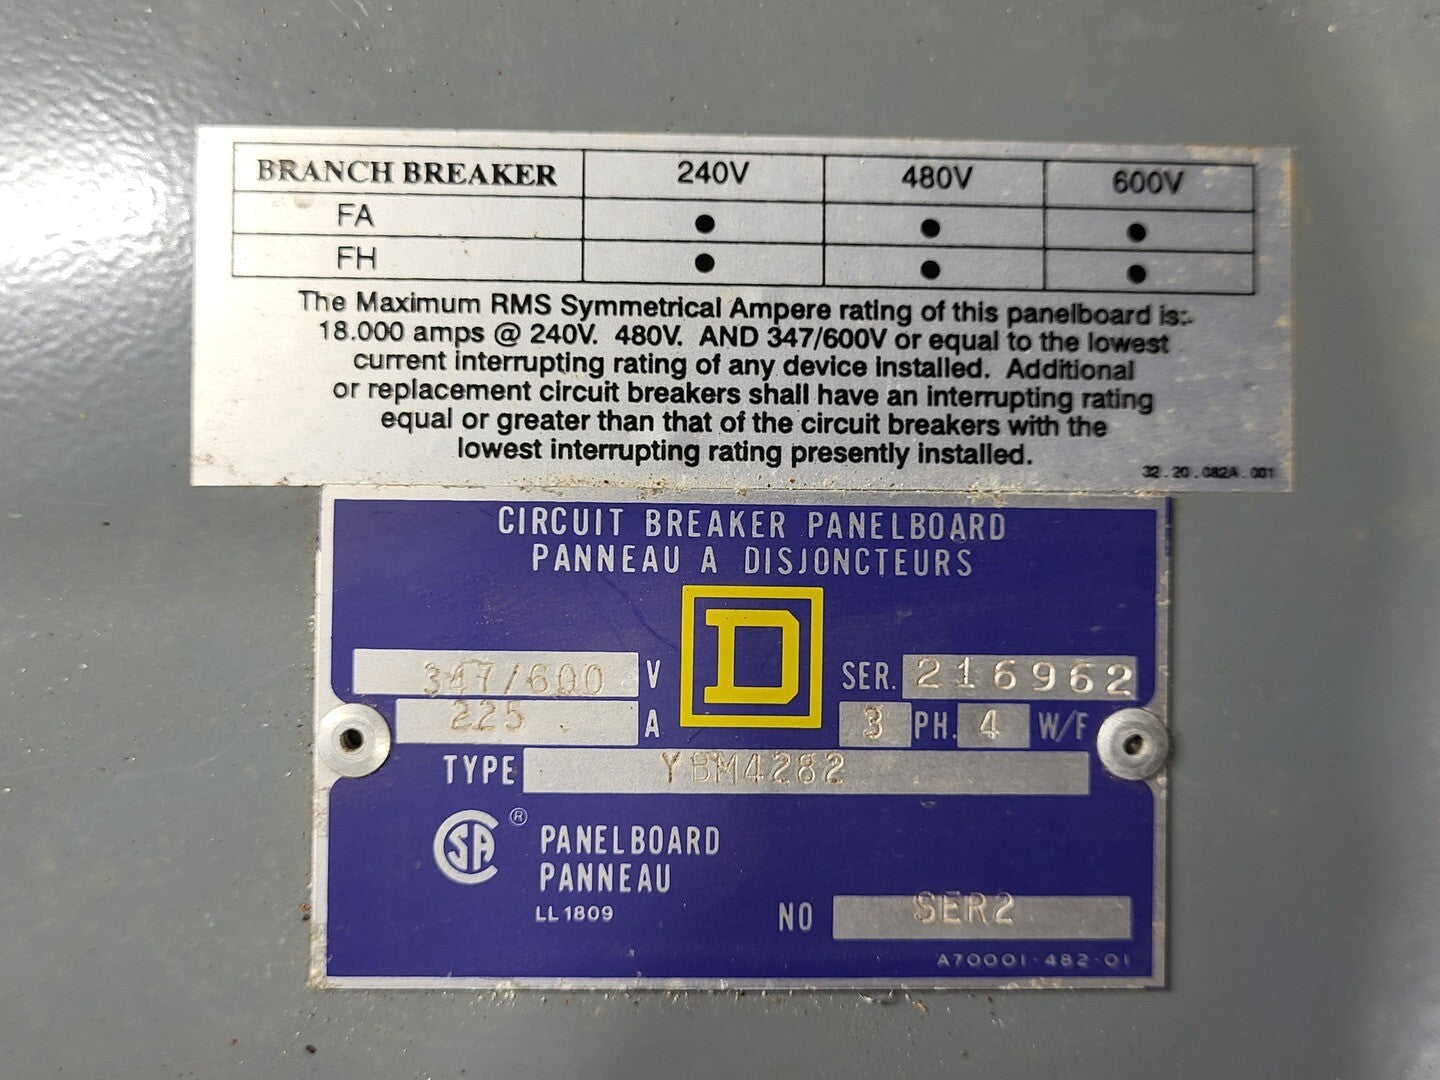 BRANCH BREAKER 240V 480V 600V
FA ● ● ●
FH ● ● ●
The Maximum RMS Symmetrical Ampere rating of this panelboard is:
18.000 amps @ 240V. 480V. AND 347/600V or equal to the lowest
current interrupting rating of any device installed. Additional
or replacement circuit breakers shall have an interrupting rating
equal or greater than that of the circuit breakers with the
lowest interrupting rating presently installed.
32.20.082A.001
CIRCUIT BREAKER PANELBOARD
PANNEAU A DISJONCTEURS
D
347/600 V SER. 216962
225 A 3 PH. 4 W/F
TYPE YBM4282
CSA ® PANELBOARD
PANNEAU
LL1809
NO SER2
A70001-482-01